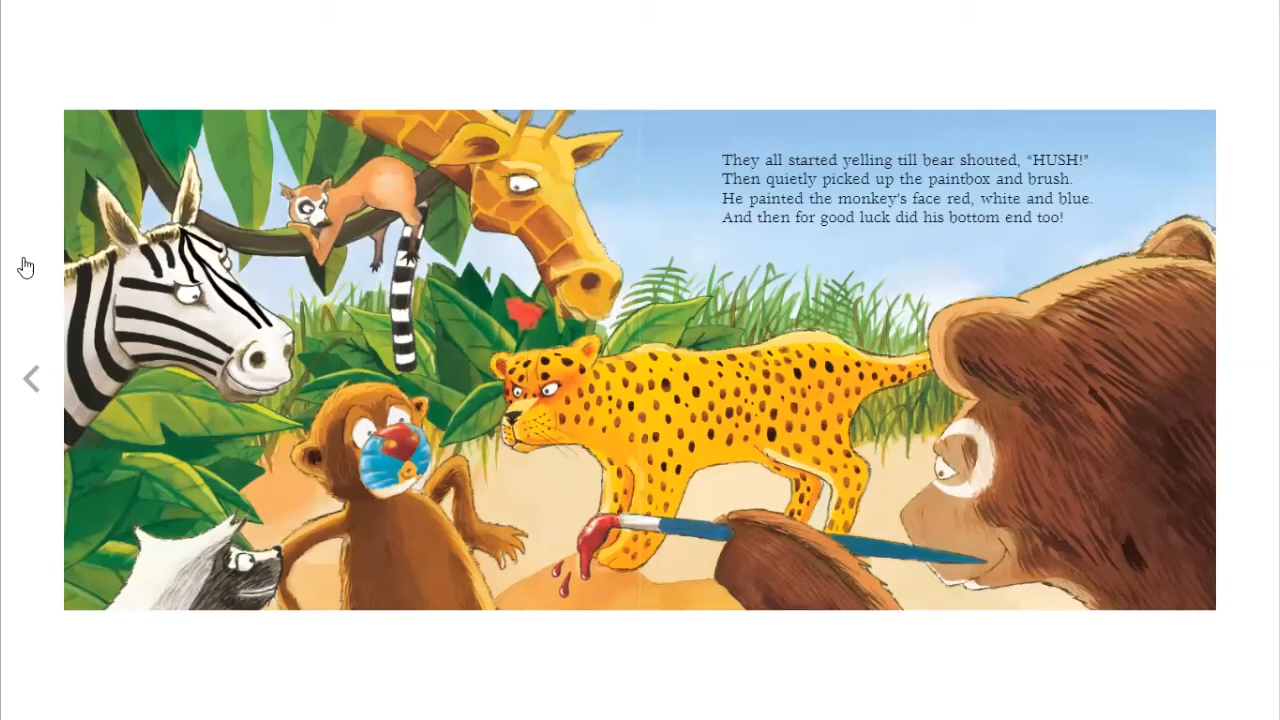 They all started yelling till bear shouted, “HUSH!”
Then quietly picked up the paintbox and brush.
He painted the monkey’s face red, white and blue.
And then for good luck did his bottom end too!